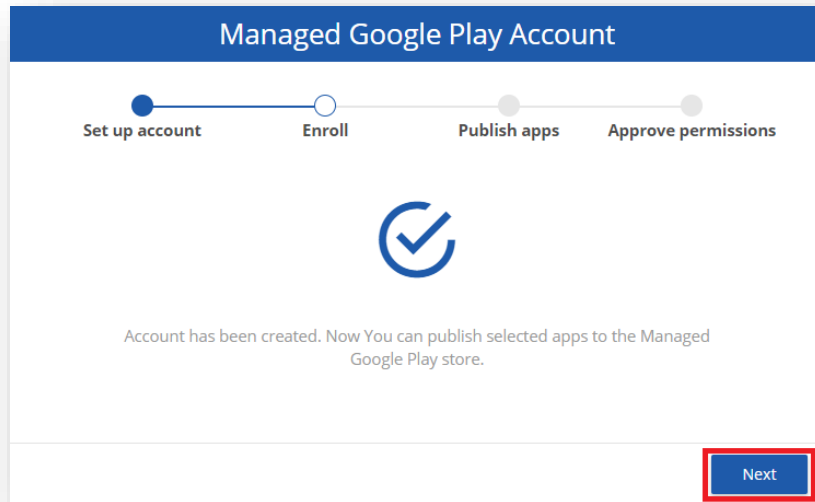 Managed Google Play Account
Set up account
Enroll
Publish apps
Approve permissions
Account has been created. Now You can publish selected apps to the Managed
Google Play store.
Next